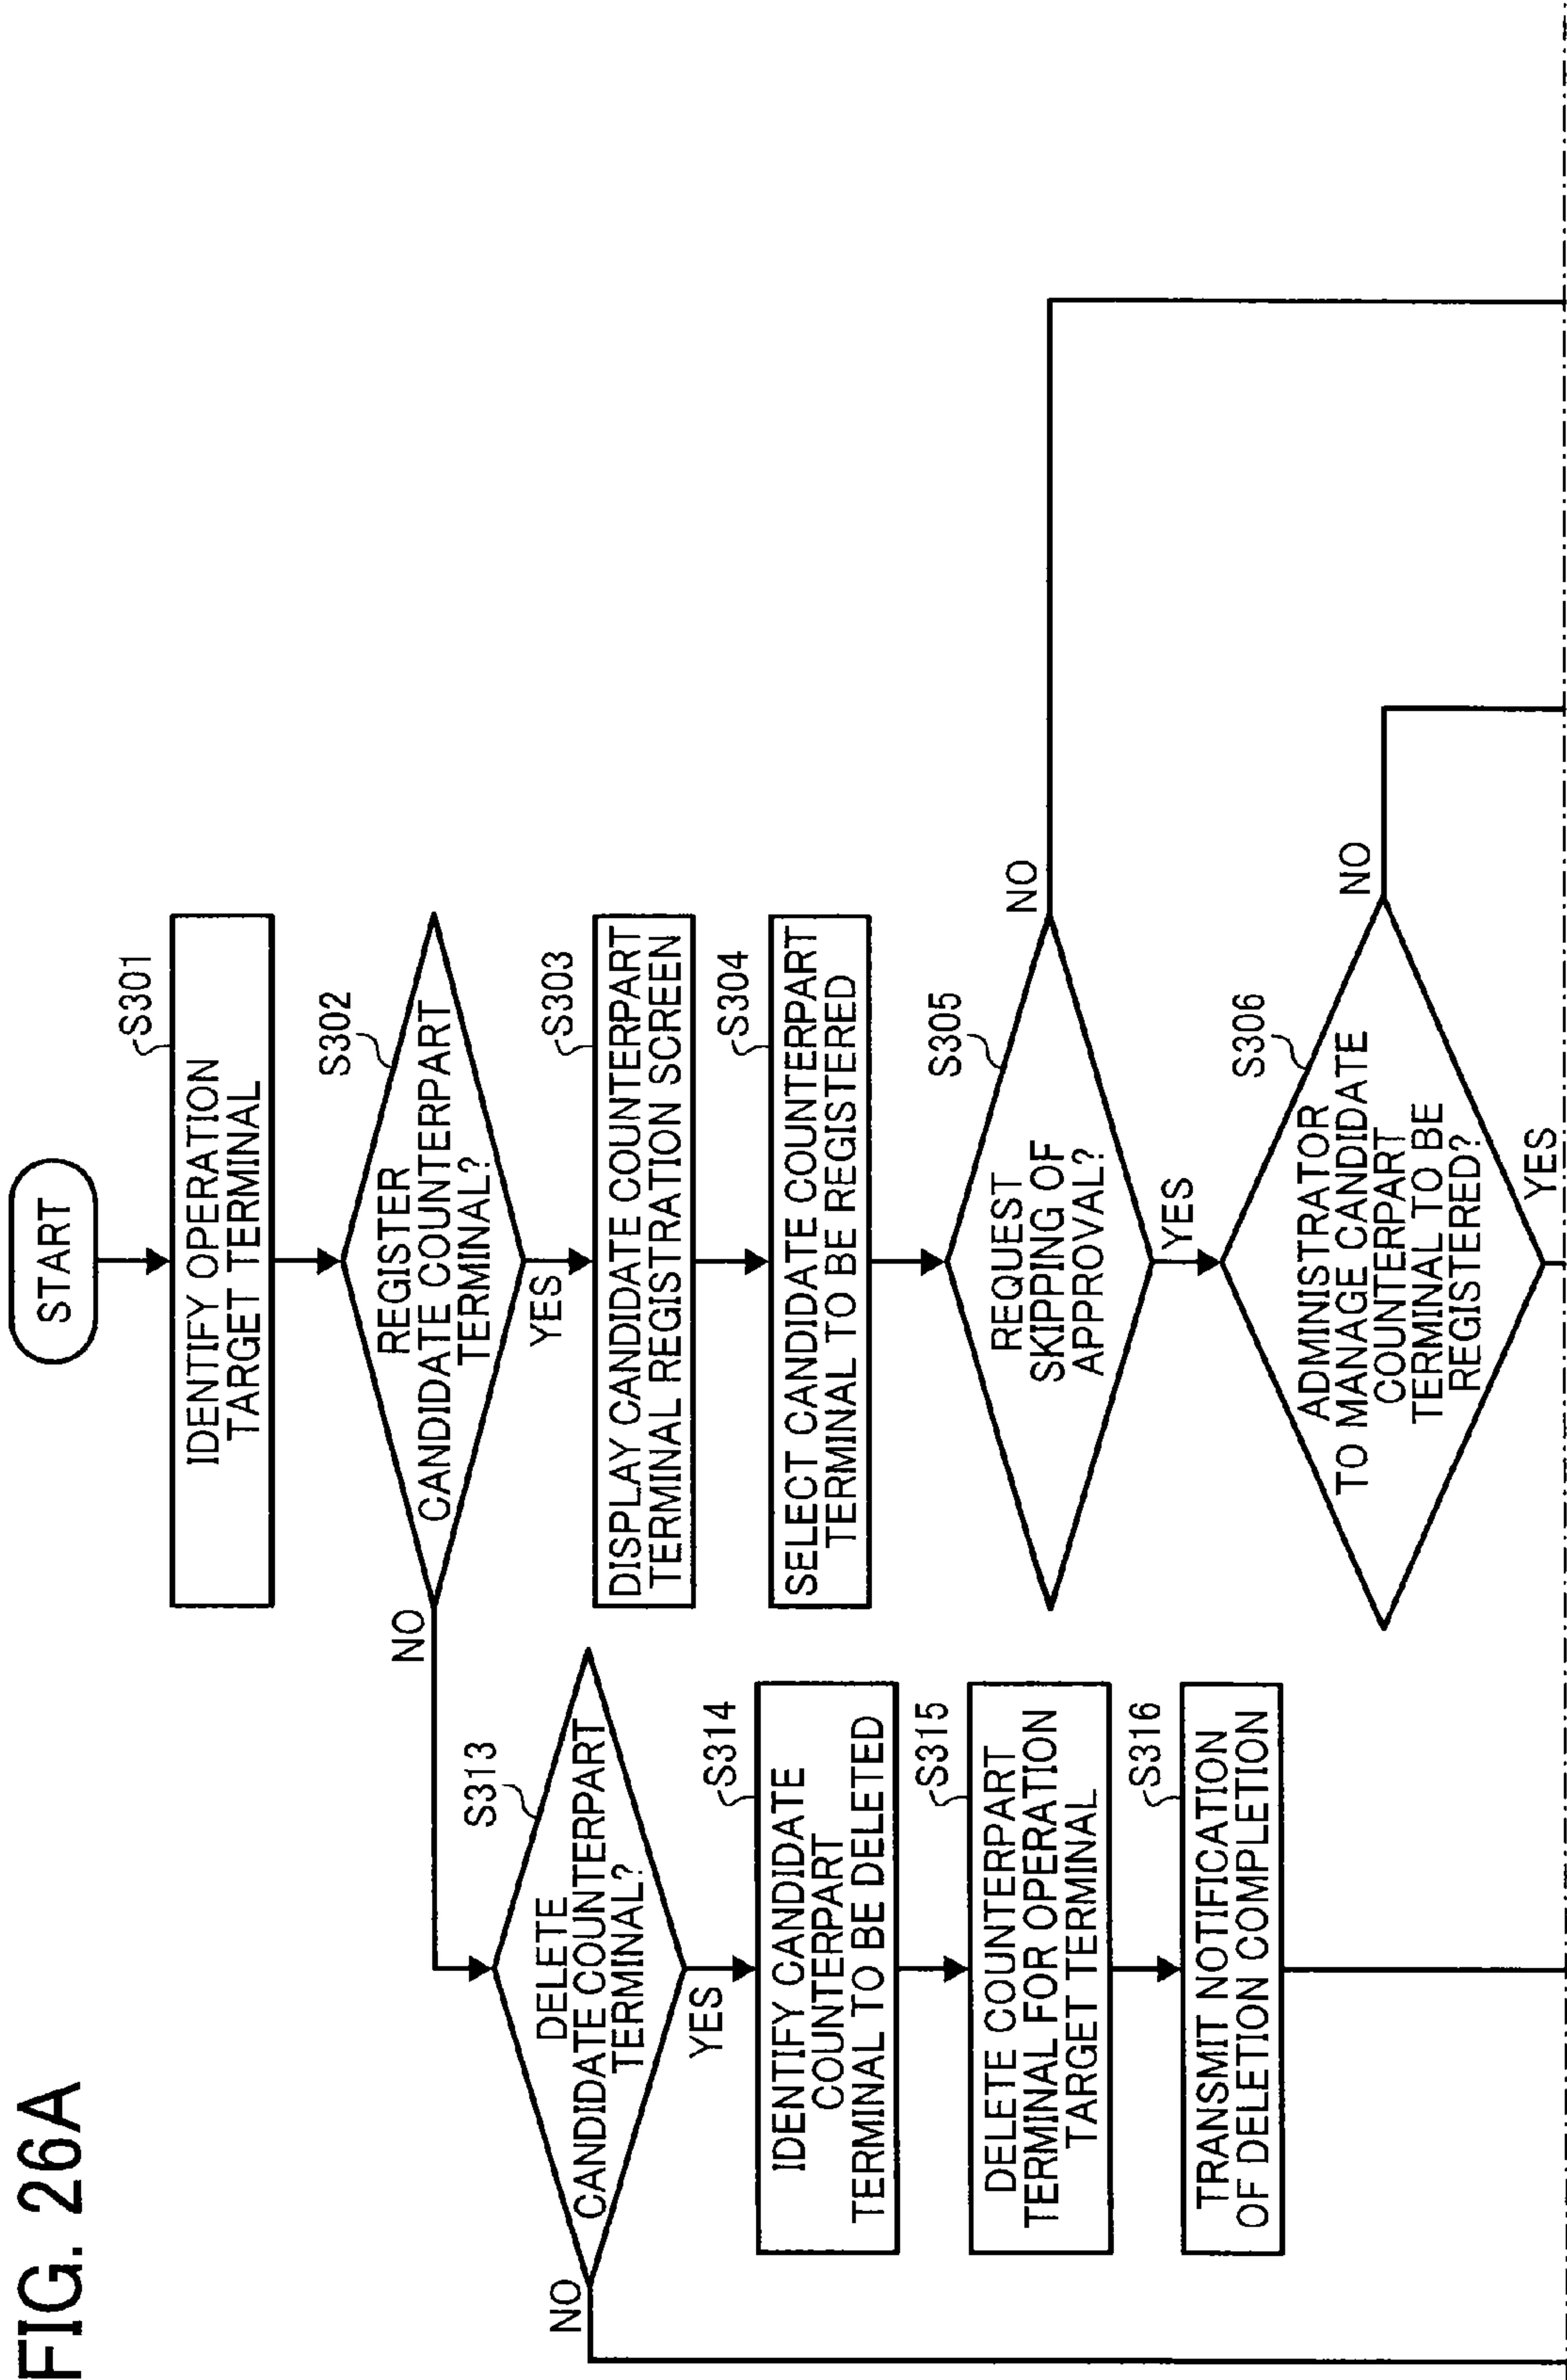 FIG. 26A
START
S301
IDENTIFY OPERATION
TARGET TERMINAL
S302
REGISTER
CANDIDATE COUNTERPART
TERMINAL?
NO
YES
S303
DISPLAY CANDIDATE COUNTERPART
TERMINAL REGISTRATION SCREEN
S304
SELECT CANDIDATE COUNTERPART
TERMINAL TO BE REGISTERED
S305
REQUEST
SKIPPING OF
APPROVAL?
NO
YES
S306
ADMINISTRATOR
TO MANAGE CANDIDATE
COUNTERPART
TERMINAL TO BE
REGISTERED?
NO
YES
S313
DELETE
CANDIDATE COUNTERPART
TERMINAL?
NO
YES
S314
IDENTIFY CANDIDATE
COUNTERPART
TERMINAL TO BE DELETED
S315
DELETE COUNTERPART
TERMINAL FOR OPERATION
TARGET TERMINAL
S316
TRANSMIT NOTIFICATION
OF DELETION COMPLETION